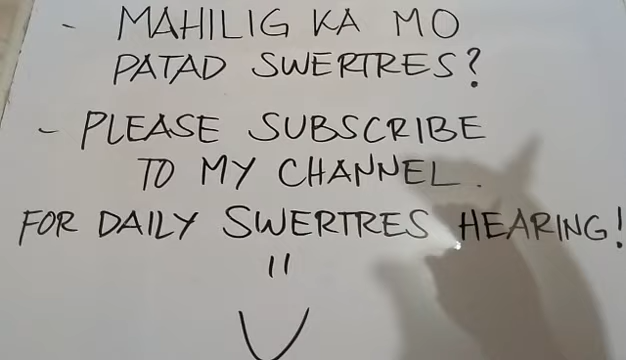 - MAHILIG KA MO
PATAD SWERTRES?
- PLEASE SUBSCRIBE
TO MY CHANNEL.
FOR DAILY SWERTRES HEARING!